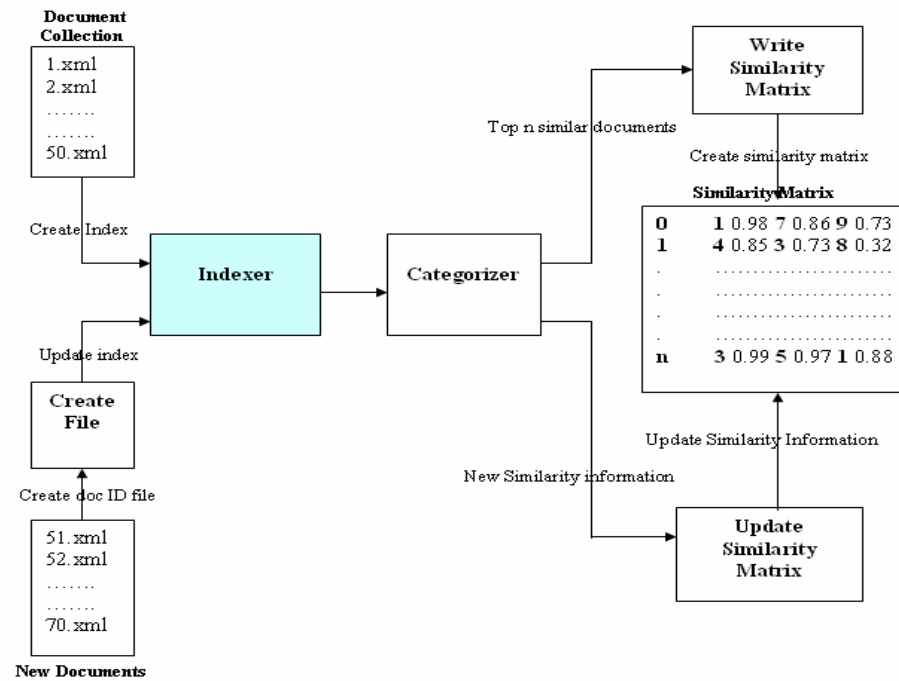 Document
Collection
1.xml
2.xml
.......
.......
50.xml
Create Index
Indexer
Categorizer
Update index
Create
File
Create doc ID file
51.xml
52.xml
.......
.......
70.xml
New Documents
Top n similar documents
Write
Similarity
Matrix
Create similarity matrix
Similarity Matrix
0 1 0.98 7 0.86 9 0.73
1 4 0.85 3 0.73 8 0.32
. ..........................
. ..........................
. ..........................
. ..........................
n 3 0.99 5 0.97 1 0.88
Update Similarity Information
New Similarity information
Update
Similarity
Matrix